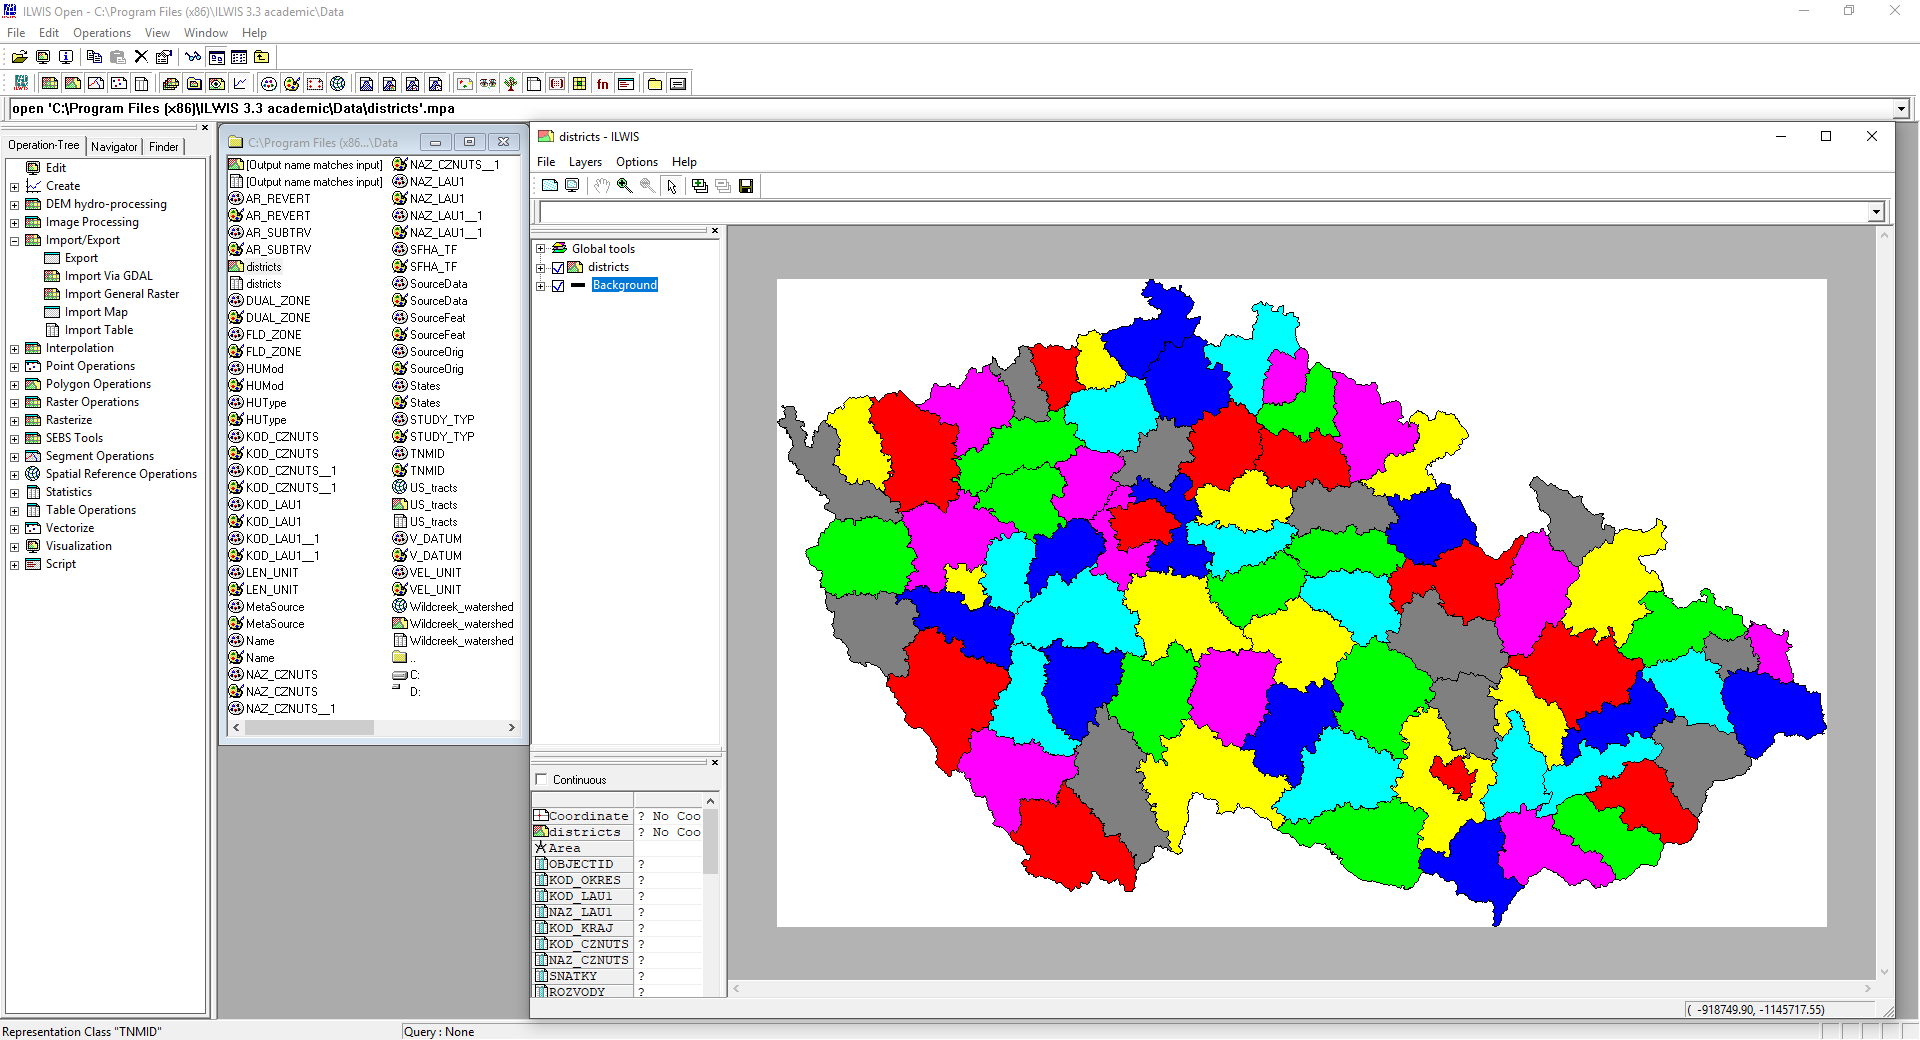 ILWIS Open - C:\Program Files (x86)\ILWIS 3.3 academic\Data
File Edit Operations View Window Help
fn
open 'C:\Program Files (x86)\ILWIS 3.3 academic\Data\districts'.mpa
Operation-Tree Navigator Finder
Edit
Create
DEM hydro-processing
Image Processing
Import/Export
Export
Import Via GDAL
Import General Raster
Import Map
Import Table
Interpolation
Point Operations
Polygon Operations
Raster Operations
Rasterize
SEBS Tools
Segment Operations
Spatial Reference Operations
Statistics
Table Operations
Vectorize
Visualization
Script
C:\Program Files (x86...\Data
[Output name matches input]
[Output name matches input]
AR_REVERT
AR_REVERT
AR_SUBTRV
AR_SUBTRV
districts
districts
DUAL_ZONE
DUAL_ZONE
FLD_ZONE
FLD_ZONE
HUMod
HUMod
HUType
HUType
KOD_CZNUTS
KOD_CZNUTS
KOD_CZNUTS__1
KOD_CZNUTS__1
KOD_LAU1
KOD_LAU1
KOD_LAU1__1
KOD_LAU1__1
LEN_UNIT
LEN_UNIT
MetaSource
MetaSource
Name
Name
NAZ_CZNUTS
NAZ_CZNUTS
NAZ_CZNUTS__1
NAZ_CZNUTS__1
NAZ_LAU1
NAZ_LAU1
NAZ_LAU1__1
NAZ_LAU1__1
SFHA_TF
SFHA_TF
SourceData
SourceData
SourceFeat
SourceFeat
SourceOrig
SourceOrig
States
States
STUDY_TYP
STUDY_TYP
TNMID
TNMID
US_tracts
US_tracts
US_tracts
V_DATUM
V_DATUM
VEL_UNIT
VEL_UNIT
Wildcreek_watershed
Wildcreek_watershed
Wildcreek_watershed
..
C:
D:
districts - ILWIS
File Layers Options Help
Global tools
districts
Background
Continuous
Coordinate ? No Coo
districts ? No Coo
Area
OBJECTID ?
KOD_OKRES ?
KOD_LAU1 ?
NAZ_LAU1 ?
KOD_KRAJ ?
KOD_CZNUTS ?
NAZ_CZNUTS ?
SNATKY ?
ROZVODY ?
( -918749.90, -1145717.55)
Representation Class "TNMID"
Query : None